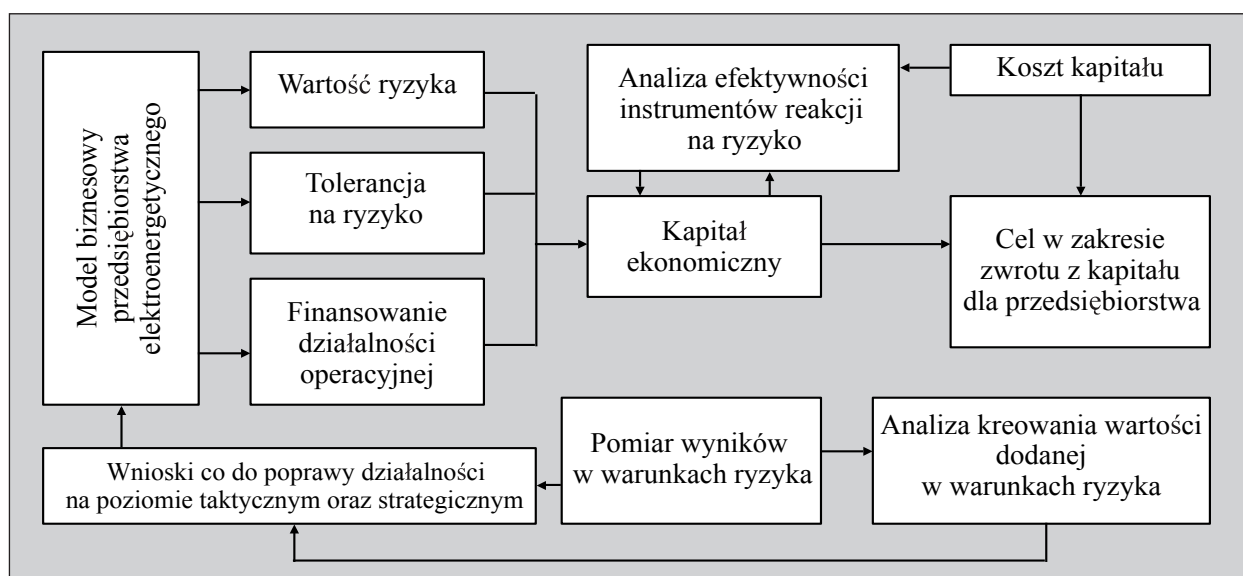 Model biznesowy
przedsiębiorstwa
elektroenergetycznego
Wartość ryzyka
Tolerancja
na ryzyko
Finansowanie
działalności
operacyjnej
Analiza efektywności
instrumentów reakcji
na ryzyko
Koszt kapitału
Kapitał
ekonomiczny
Cel w zakresie
zwrotu z kapitału
dla przedsiębiorstwa
Wnioski co do poprawy działalności
na poziomie taktycznym oraz strategicznym
Pomiar wyników
w warunkach ryzyka
Analiza kreowania wartości
dodanej
w warunkach ryzyka